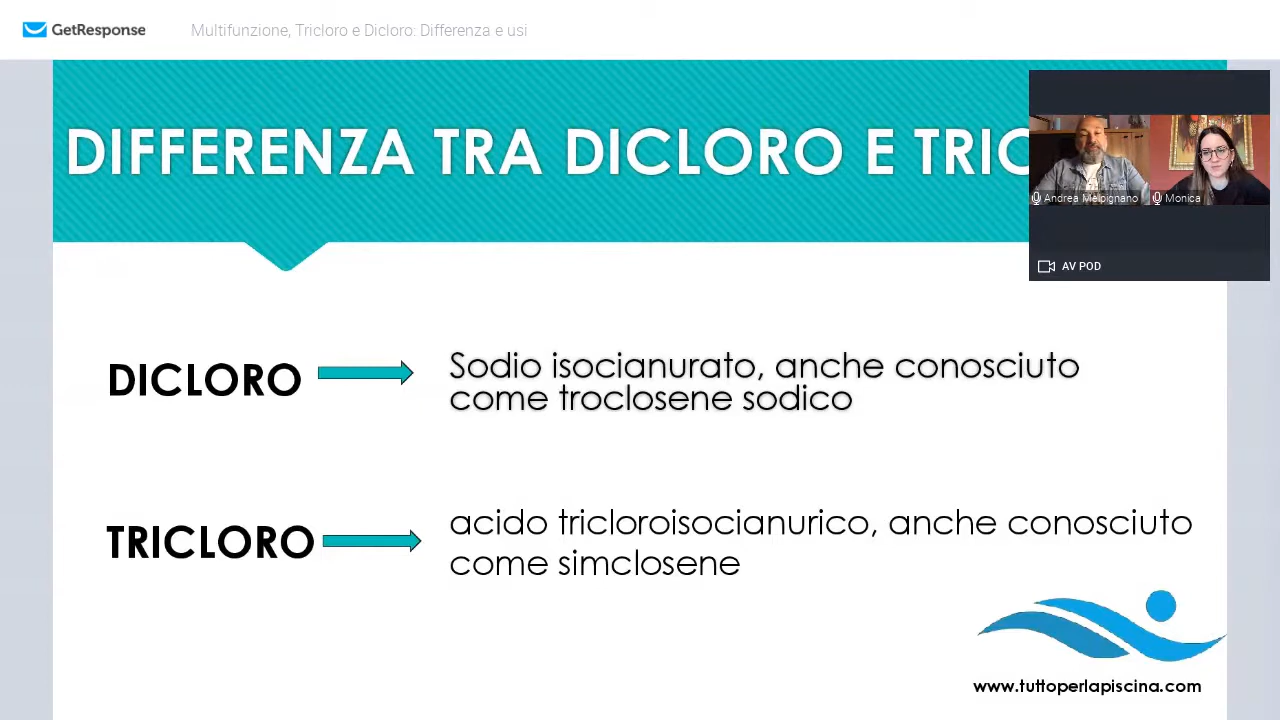 GetResponse
Multifunzione, Tricloro e Dicloro: Differenza e usi
DIFFERENZA TRA DICLORO E TRIC
Andrea Melpignano
Monica
AV POD
DICLORO
Sodio isocianurato, anche conosciuto
come troclosene sodico
TRICLORO
acido tricloroisocianurico, anche conosciuto
come simclosene
www.tuttoperlapiscina.com